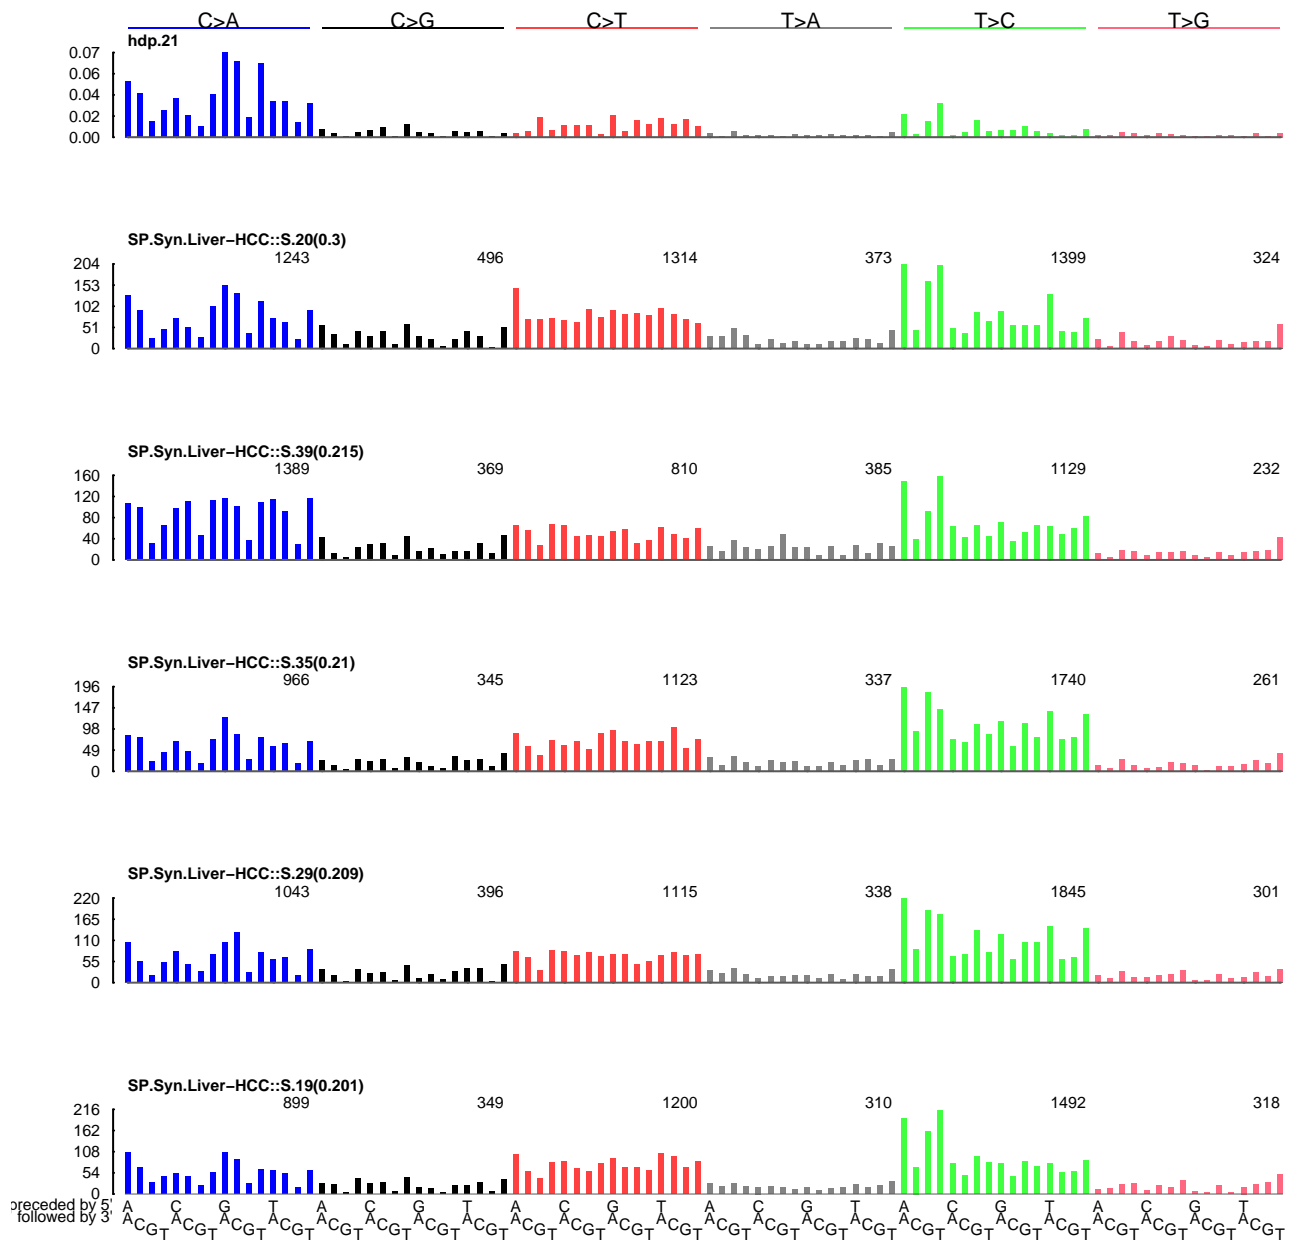 C>A C>G C>T T>A T>C T>G
hdp.21
0.07
0.06
0.04
0.02
0.00
SP.Syn.Liver−HCC::S.20(0.3)
1243 496 1314 373 1399 324
204
153
102
51
0
SP.Syn.Liver−HCC::S.39(0.215)
1389 369 810 385 1129 232
160
120
80
40
0
SP.Syn.Liver−HCC::S.35(0.21)
966 345 1123 337 1740 261
196
147
98
49
0
SP.Syn.Liver−HCC::S.29(0.209)
1043 396 1115 338 1845 301
220
165
110
55
0
SP.Syn.Liver−HCC::S.19(0.201)
899 349 1200 310 1492 318
216
162
108
54
0
preceded by 5' A C G T A C G T A C G T A C G T A C G T A C G T
followed by 3' A C G T A C G T A C G T A C G T A C G T A C G T A C G T A C G T A C G T A C G T A C G T A C G T A C G T A C G T A C G T A C G T A C G T A C G T A C G T A C G T A C G T A C G T A C G T A C G T